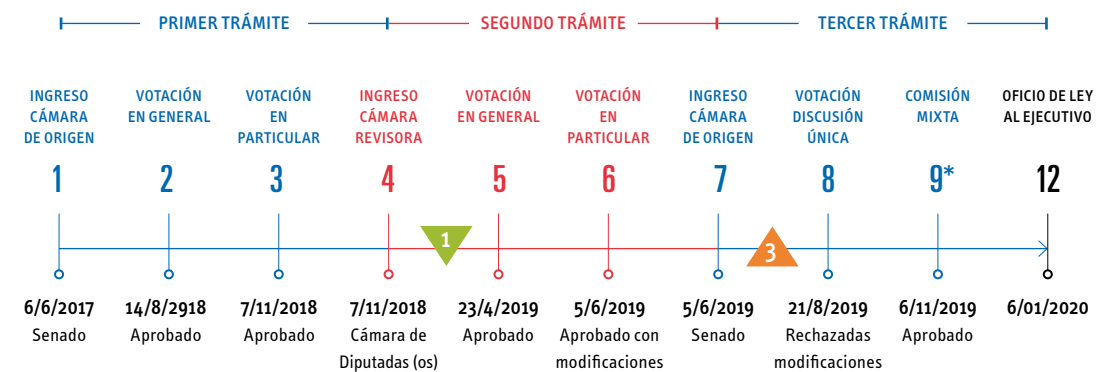 PRIMER TRÁMITE
SEGUNDO TRÁMITE
TERCER TRÁMITE
INGRESO
CÁMARA
DE ORIGEN
VOTACIÓN
EN GENERAL
VOTACIÓN
EN
PARTICULAR
INGRESO
CÁMARA
REVISORA
VOTACIÓN
EN GENERAL
VOTACIÓN
EN
PARTICULAR
INGRESO
CÁMARA
DE ORIGEN
VOTACIÓN
DISCUSIÓN
ÚNICA
COMISIÓN
MIXTA
OFICIO DE LEY
AL EJECUTIVO
1
2
3
4
5
6
7
8
9*
12
1
3
6/6/2017
Senado
14/8/2918
Aprobado
7/11/2018
Aprobado
7/11/2018
Cámara de
Diputadas (os)
23/4/2019
Aprobado
5/6/2019
Aprobado con
modificaciones
5/6/2019
Senado
21/8/2019
Rechazadas
modificaciones
6/11/2019
Aprobado
6/01/2020